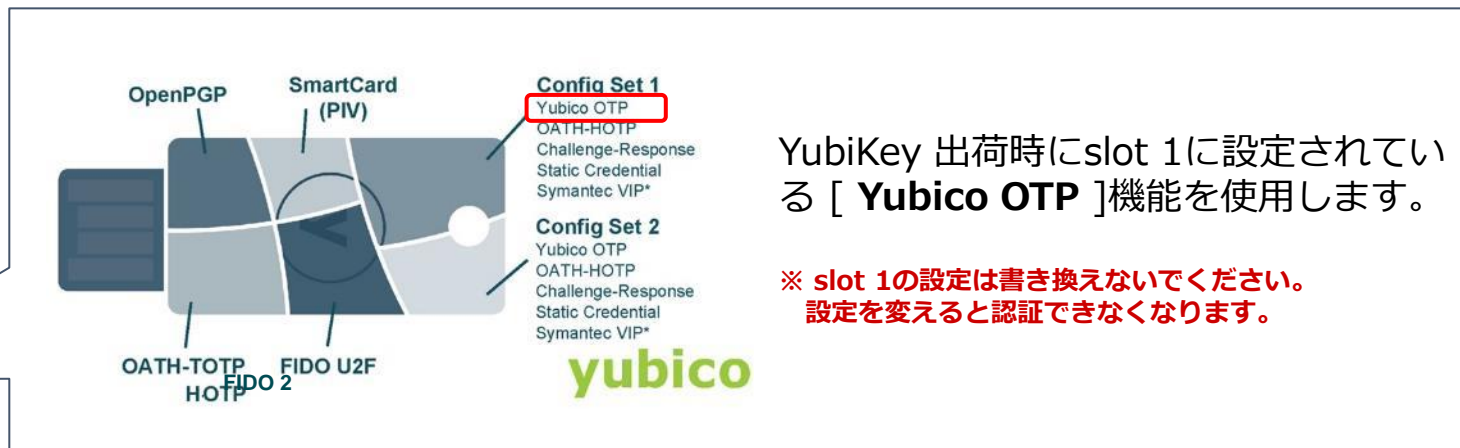 OpenPGP
SmartCard
(PIV)
Config Set 1
Yubico OTP
OATH-HOTP
Challenge-Response
Static Credential
Symantec VIP*
Config Set 2
Yubico OTP
OATH-HOTP
Challenge-Response
Static Credential
Symantec VIP*
OATH-TOTP
HOTP
FIDO 2
FIDO U2F
yubico
YubiKey 出荷時にslot 1に設定されてい
る [ Yubico OTP ]機能を使用します。
※ slot 1の設定は書き換えないでください。
設定を変えると認証できなくなります。